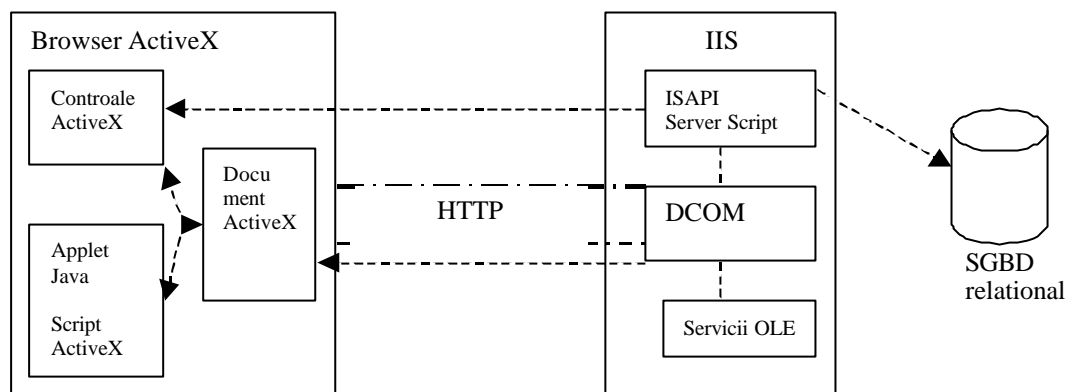 Browser ActiveX
Controale
ActiveX
Docu
ment
ActiveX
Applet
Java
Script
ActiveX
HTTP
IIS
ISAPI
Server Script
DCOM
Servicii OLE
SGBD
relational